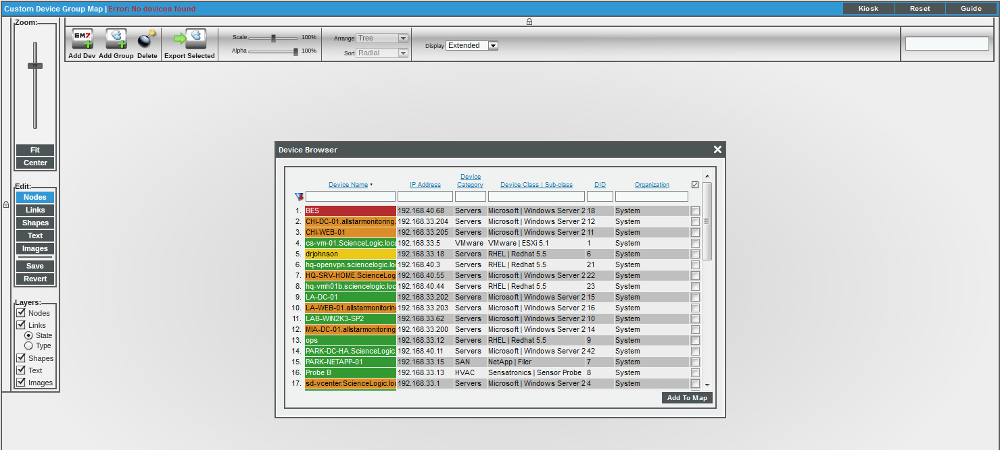 Custom Device Group Map | Error: No devices found
Kiosk
Reset
Guide
Zoom:
EM7
Add Dev
Add Group
Delete
Export Selected
Scale 100%
Alpha 100%
Arrange Tree
Sort Radial
Display Extended
Fit
Center
Edit:
Nodes
Links
Shapes
Text
Images
Save
Revert
Layers:
Nodes
Links
State
Type
Shapes
Text
Images
Device Browser
Device Name IP Address Device Category Device Class | Sub-class DID Organization
1. BES 192.168.40.68 Servers Microsoft | Windows Server 2 18 System
2. CHI-DC-01.allstarmonitoring. 192.168.33.204 Servers Microsoft | Windows Server 2 12 System
3. CHI-WEB-01 192.168.33.205 Servers Microsoft | Windows Server 2 11 System
4. cs-vm-01.ScienceLogic.loca 192.168.33.5 VMware VMware | ESXi 5.1 1 System
5. drjohnson 192.168.33.18 Servers RHEL | Redhat 5.5 6 System
6. hq-openvpn.sciencelogic.lo 192.168.40.3 Servers RHEL | Redhat 5.5 21 System
7. HQ-SRV-HOME.ScienceLog 192.168.40.55 Servers Microsoft | Windows Server 2 22 System
8. hq-vmh01b.sciencelogic.loc 192.168.40.44 Servers RHEL | Redhat 5.5 23 System
9. LA-DC-01 192.168.33.202 Servers Microsoft | Windows Server 2 15 System
10. LA-WEB-01.allstarmonitoring 192.168.33.203 Servers Microsoft | Windows Server 2 16 System
11. LAB-WIN2K3-SP2 192.168.33.62 Servers Microsoft | Windows Server 2 10 System
12. MIA-DC-01.allstarmonitoring 192.168.33.200 Servers Microsoft | Windows Server 2 14 System
13. ops 192.168.33.12 Servers RHEL | Redhat 5.5 9 System
14. PARK-DC-HA.ScienceLogic. 192.168.40.11 Servers Microsoft | Windows Server 2 42 System
15. PARK-NETAPP-01 192.168.33.15 SAN NetApp | Filer 7 System
16. Probe B 192.168.33.13 HVAC Sensatronics | Sensor Probe 8 System
17. sd-vcenter.ScienceLogic.loc 192.168.33.1 Servers Microsoft | Windows Server 2 4 System
Add To Map